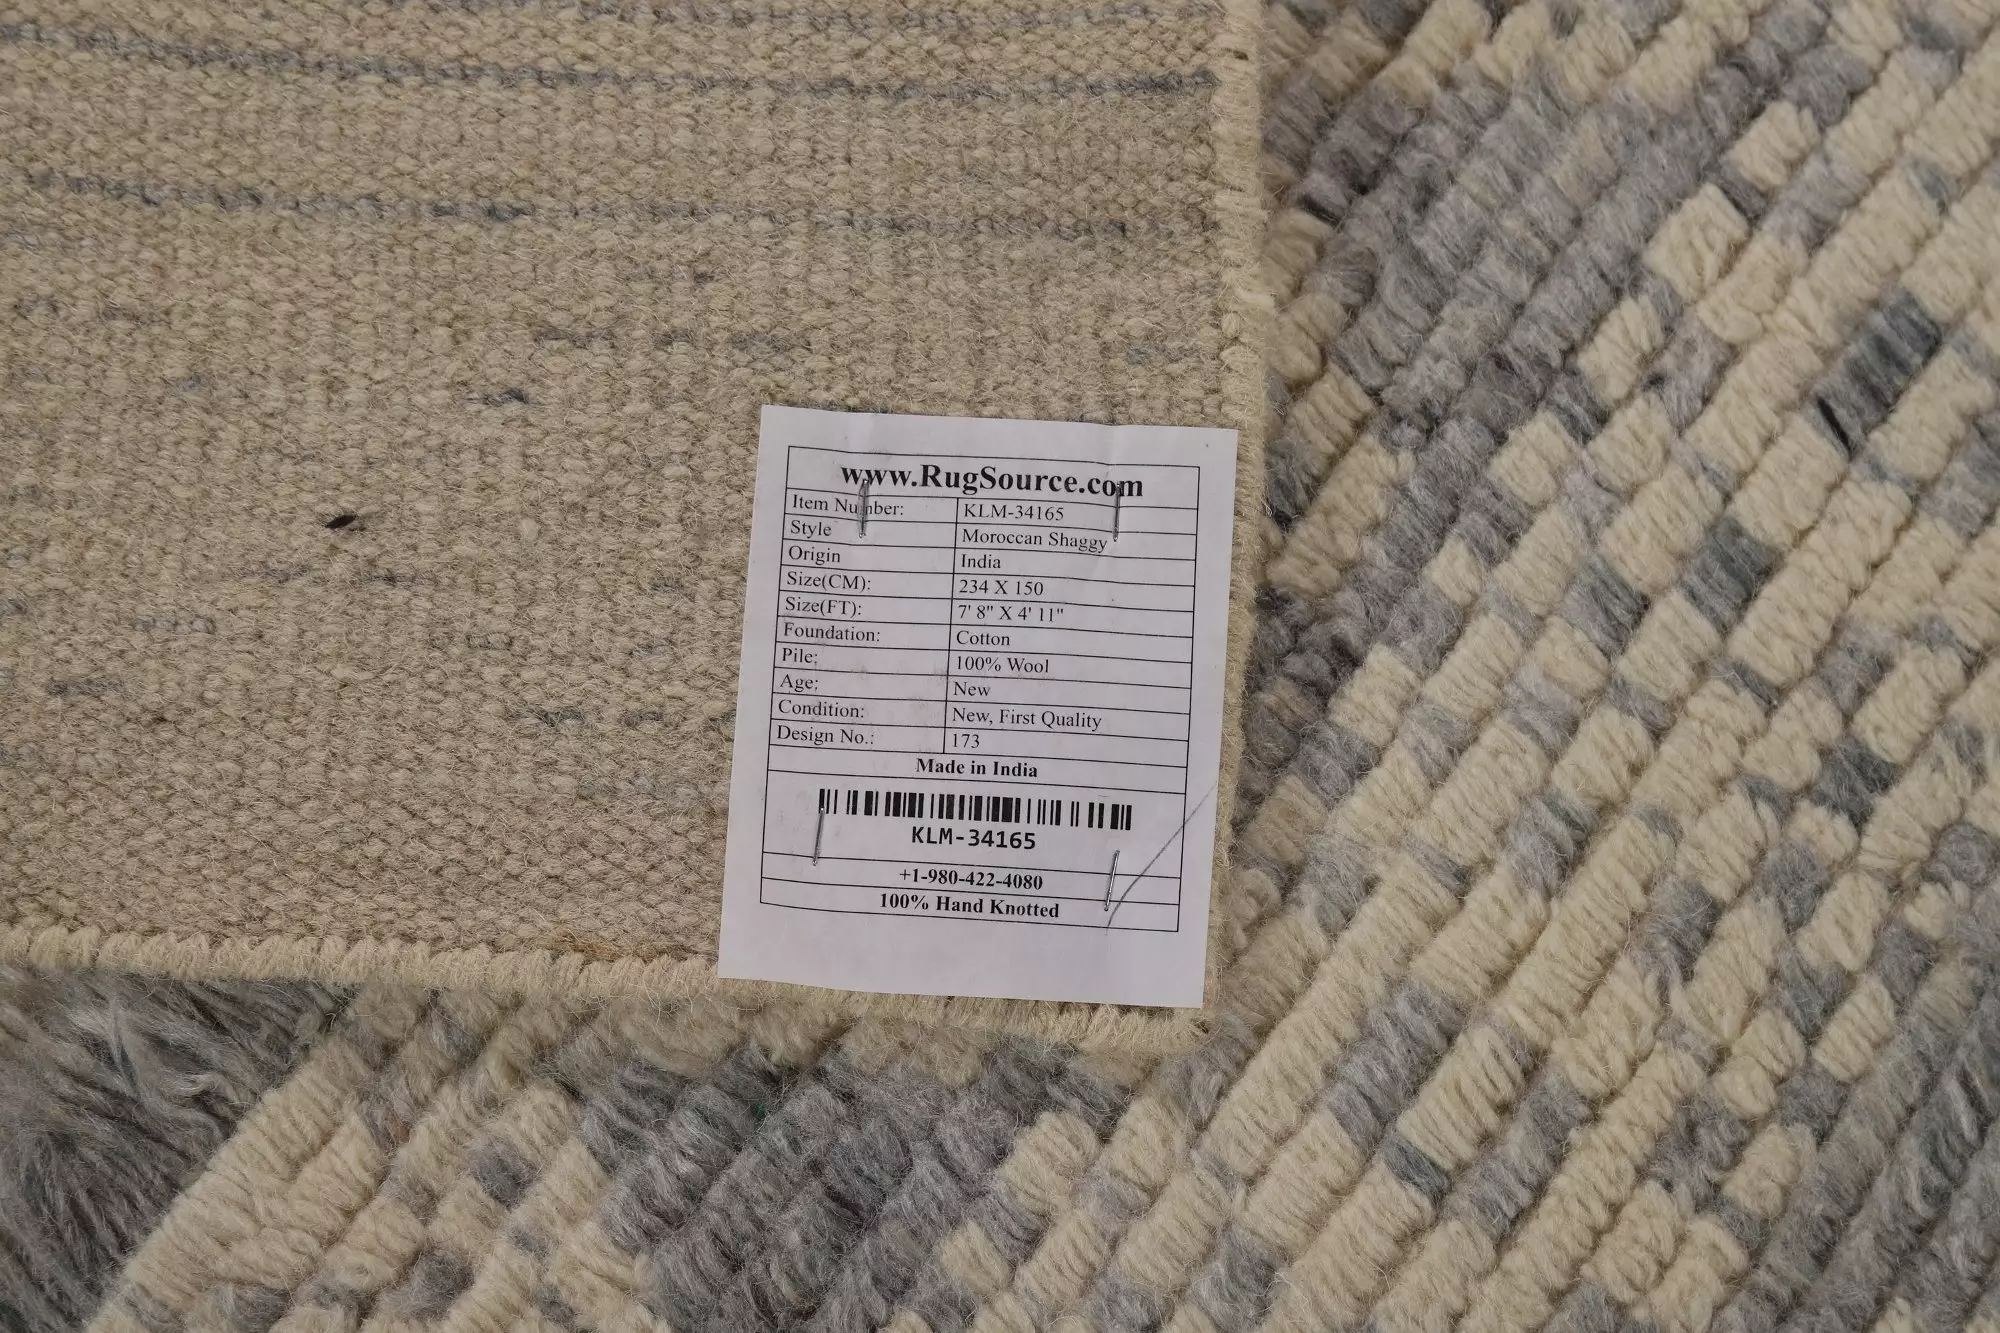 www.RugSource.com
Item Number: KLM-34165
Style Moroccan Shaggy
Origin India
Size(CM): 234 X 150
Size(FT): 7' 8" X 4' 11"
Foundation: Cotton
Pile: 100% Wool
Age: New
Condition: New, First Quality
Design No.: 173
Made in India
KLM-34165
+1-980-422-4080
100% Hand Knotted